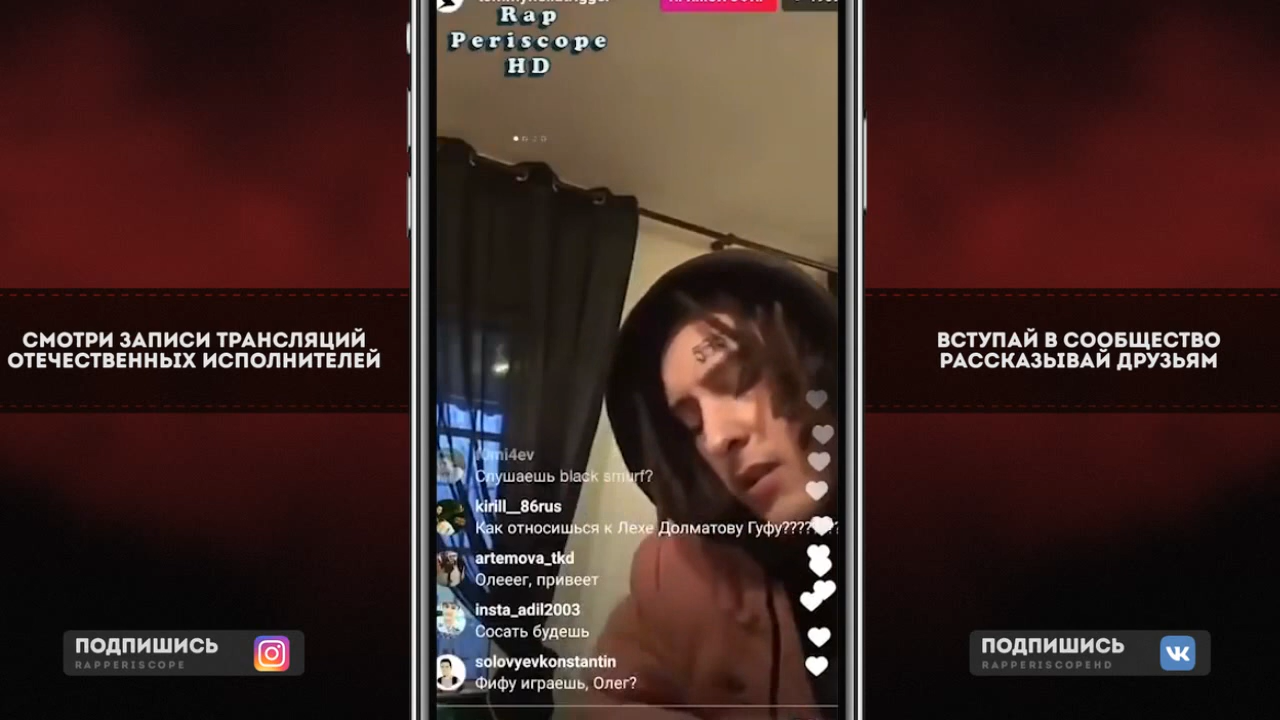 Rap
Periscope
HD
СМОТРИ ЗАПИСИ ТРАНСЛЯЦИЙ
ОТЕЧЕСТВЕННЫХ ИСПОЛНИТЕЛЕЙ
ВСТУПАЙ В СООБЩЕСТВО
РАССКАЗЫВАЙ ДРУЗЬЯМ
Слушаешь black smurf?
kirill__86rus
Как относишься к Лехе Долматову Гуфу????
artemova_tkd
Олееег, привеет
insta_adil2003
Сосать будешь
solovyevkonstantin
Фифу играешь, Олег?
ПОДПИШИСЬ
RAPPERISCOPE
ПОДПИШИСЬ
RAPPERISCOPEHD